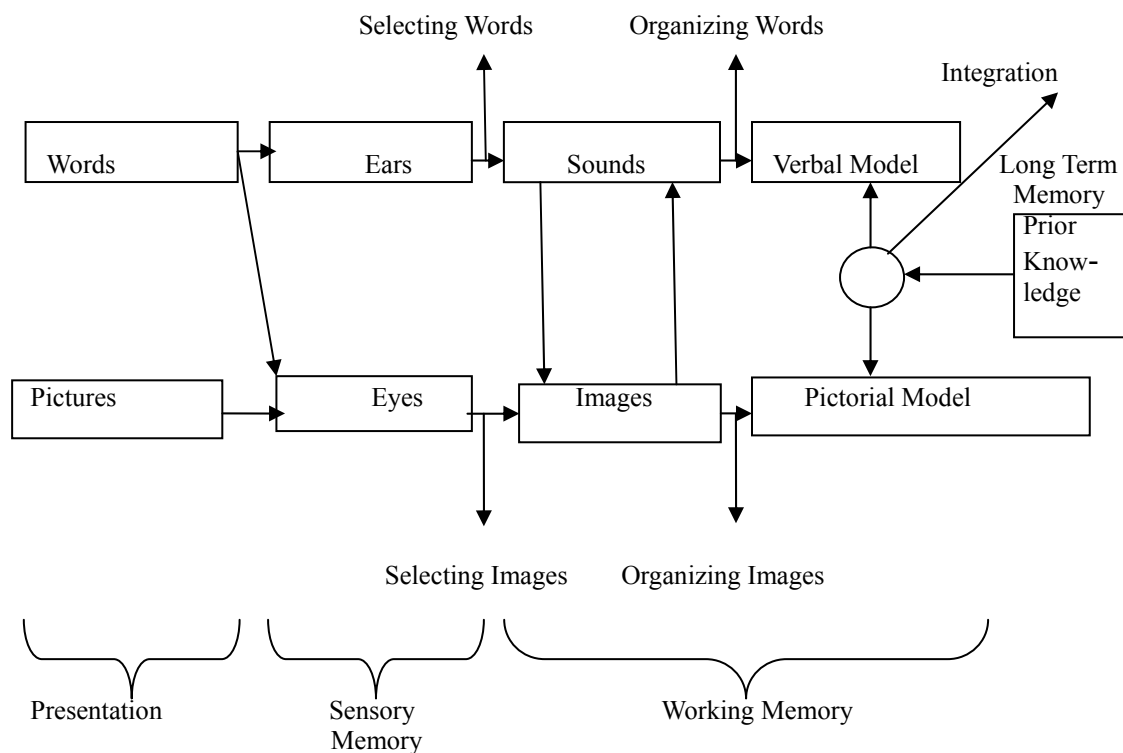 Selecting Words
Organizing Words
Integration
Words
Ears
Sounds
Verbal Model
Long Term
Memory
Prior
Know-
ledge
Pictures
Eyes
Images
Pictorial Model
Selecting Images
Organizing Images
Presentation
Sensory
Memory
Working Memory